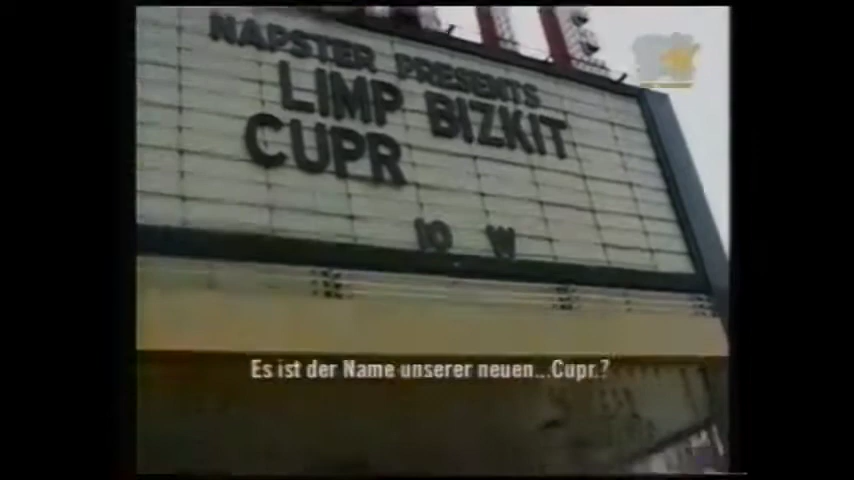 NAPSTER PRESENTS
LIMP BIZKIT
CUPR
10 W
Es ist der Name unserer neuen...Cupr.?